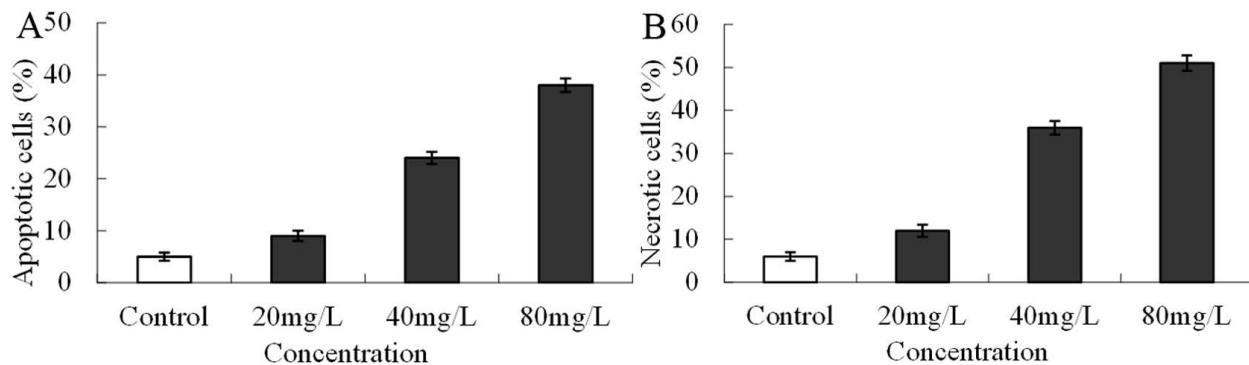 A
Apoptotic cells (%)
50
40
30
20
10
0
Control 20mg/L 40mg/L 80mg/L
Concentration
B
Necrotic cells (%)
60
50
40
30
20
10
0
Control 20mg/L 40mg/L 80mg/L
Concentration